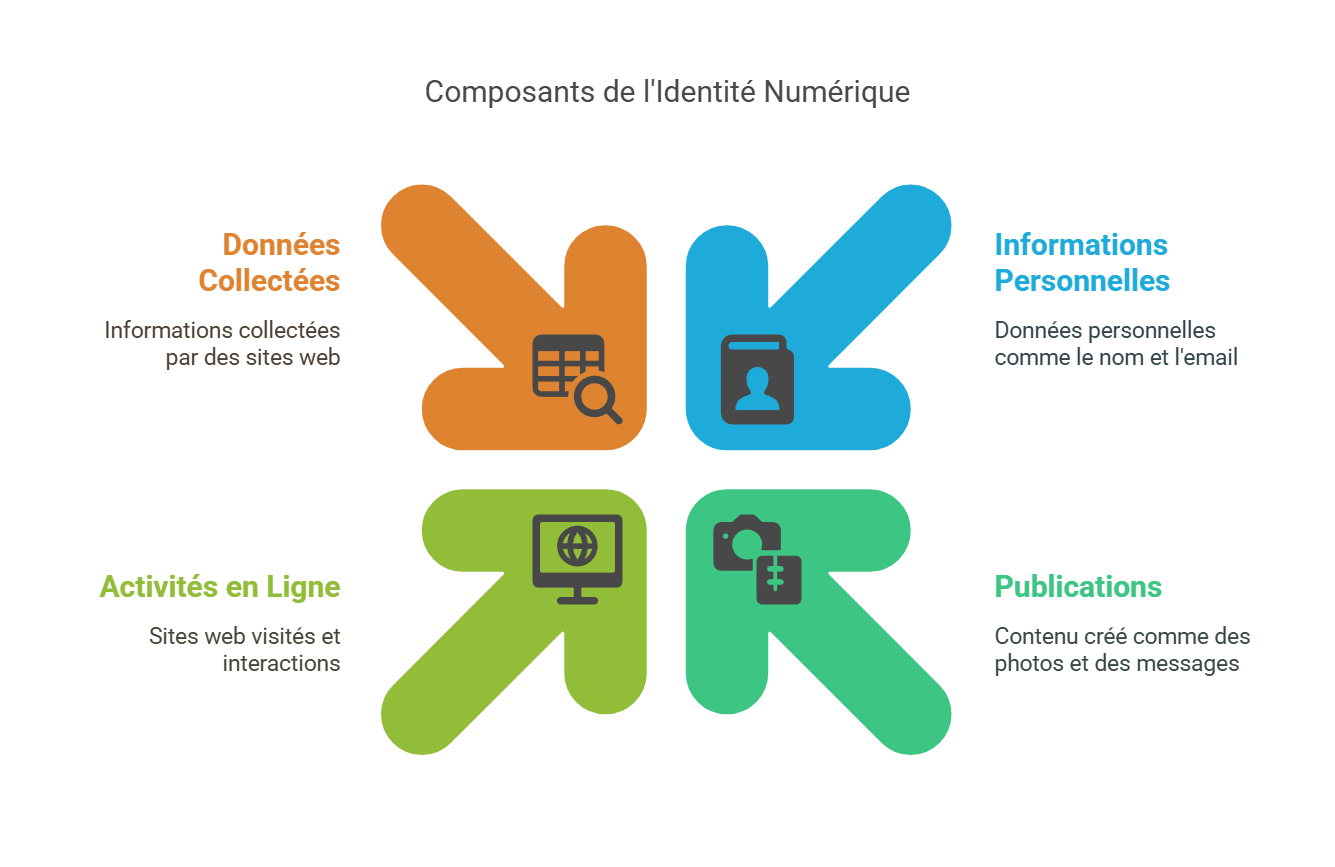 Composants de l'Identité Numérique
Données
Collectées
Informations collectées
par des sites web
Informations
Personnelles
Données personnelles
comme le nom et l'email
Activités en Ligne
Sites web visités et
interactions
Publications
Contenu créé comme des
photos et des messages